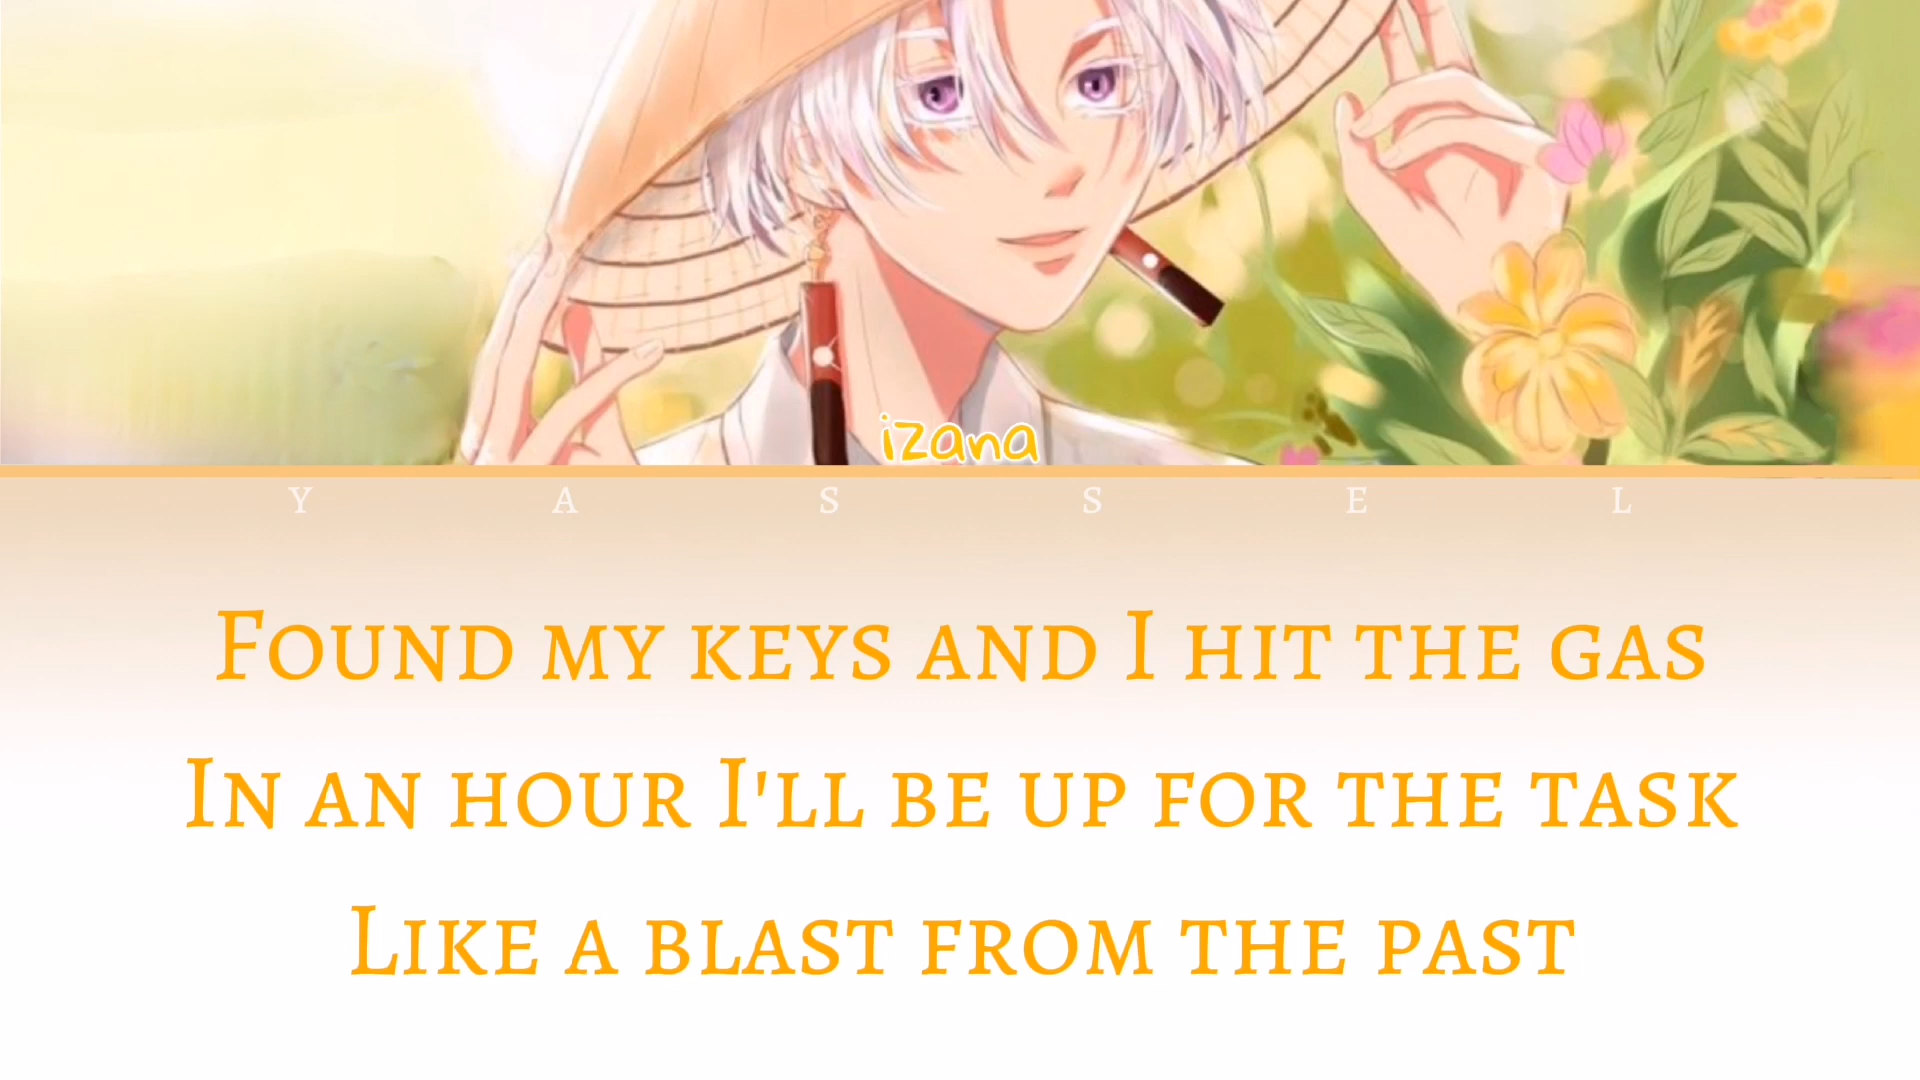 izana
Y A S S E L
Found my keys and I hit the gas
In an hour I'll be up for the task
Like a blast from the past